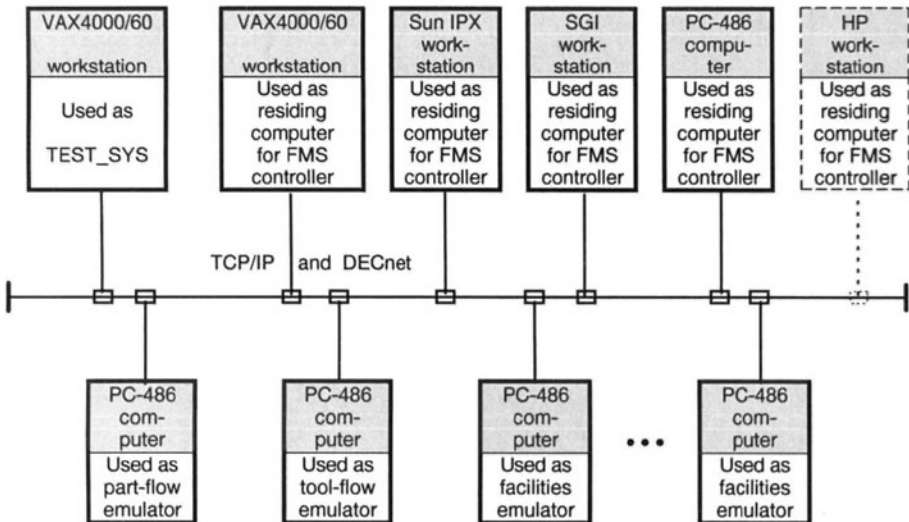 VAX4000/60
workstation
Used as
TEST_SYS
VAX4000/60
workstation
Used as
residing
computer
for FMS
controller
Sun IPX
work-
station
Used as
residing
computer
for FMS
controller
SGI
work-
station
Used as
residing
computer
for FMS
controller
PC-486
compu-
ter
Used as
residing
computer
for FMS
controller
HP
work-
station
Used as
residing
computer
for FMS
controller
TCP/IP and DECnet
PC-486
com-
puter
Used as
part-flow
emulator
PC-486
com-
puter
Used as
tool-flow
emulator
PC-486
com-
puter
Used as
facilities
emulator
•••
PC-486
com-
puter
Used as
facilities
emulator